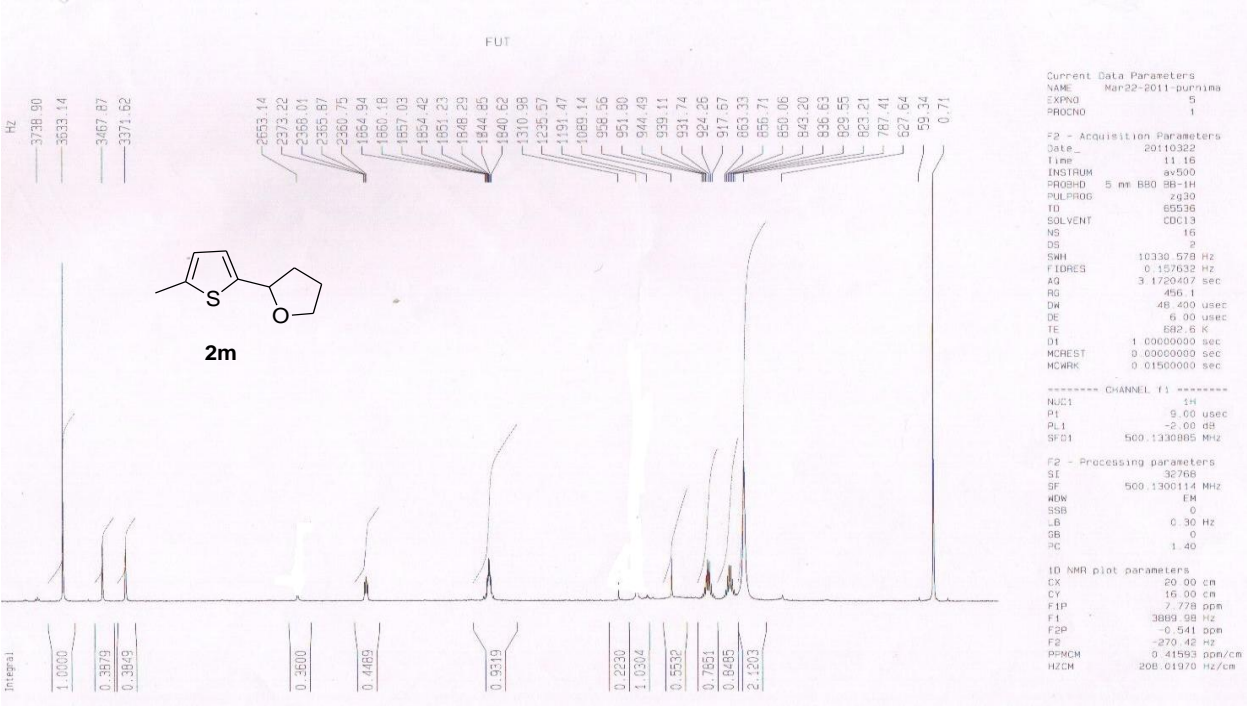 FUT
Hz
3738.90
3633.14
3467.87
3371.62
2653.14
2373.22
2368.01
2365.87
2360.75
1864.94
1860.18
1857.03
1854.42
1851.23
1848.29
1844.85
1840.62
1310.98
1235.57
1191.47
1089.14
958.56
951.80
944.49
939.11
931.74
924.26
917.67
863.33
856.71
850.06
843.20
836.63
829.55
823.21
787.41
627.64
59.34
0.71
S
O
2m
Integral
1.0000
0.3879
0.3849
0.3600
0.4489
0.9319
0.2230
1.0304
0.5532
0.7851
0.8485
2.1203
Current Data Parameters
NAME Mar22-2011-purnima
EXPNO 5
PROCNO 1
F2 - Acquisition Parameters
Date_ 20110322
Time 11.16
INSTRUM av500
PROBHD 5 mm BBO BB-1H
PULPROG zg30
TD 65536
SOLVENT CDCl3
NS 16
DS 2
SWH 10330.578 Hz
FIDRES 0.157632 Hz
AQ 3.1720407 sec
RG 456.1
DW 48.400 usec
DE 6.00 usec
TE 682.6 K
D1 1.00000000 sec
MCREST 0.00000000 sec
MCWRK 0.01500000 sec
======== CHANNEL f1 ========
NUC1 1H
P1 9.00 usec
PL1 -2.00 dB
SFO1 500.1330885 MHz
F2 - Processing parameters
SI 32768
SF 500.1300114 MHz
WDW EM
SSB 0
LB 0.30 Hz
GB 0
PC 1.40
1D NMR plot parameters
CX 20.00 cm
CY 16.00 cm
F1P 7.778 ppm
F1 3889.98 Hz
F2P -0.541 ppm
F2 -270.42 Hz
PPMCM 0.41593 ppm/cm
HZCM 208.01970 Hz/cm